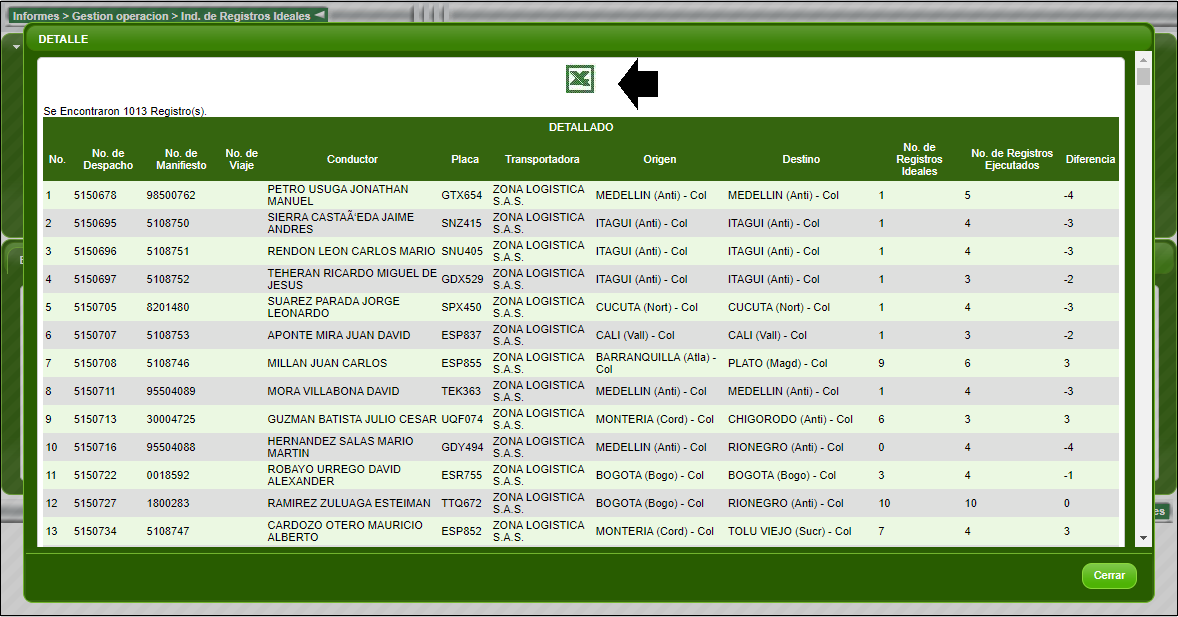 Informes > Gestion operacion > Ind. de Registros Ideales
DETALLE
Se Encontraron 1013 Registro(s).
DETALLADO
No. No. de Despacho No. de Manifiesto No. de Viaje Conductor Placa Transportadora Origen Destino No. de Registros Ideales No. de Registros Ejecutados Diferencia
1 5150678 98500762 PETRO USUGA JONATHAN MANUEL GTX654 ZONA LOGISTICA S.A.S. MEDELLIN (Anti) - Col MEDELLIN (Anti) - Col 1 5 -4
2 5150695 5108750 SIERRA CASTAÃ'EDA JAIME ANDRES SNZ415 ZONA LOGISTICA S.A.S. ITAGUI (Anti) - Col ITAGUI (Anti) - Col 1 4 -3
3 5150696 5108751 RENDON LEON CARLOS MARIO SNU405 ZONA LOGISTICA S.A.S. ITAGUI (Anti) - Col ITAGUI (Anti) - Col 1 4 -3
4 5150697 5108752 TEHERAN RICARDO MIGUEL DE JESUS GDX529 ZONA LOGISTICA S.A.S. ITAGUI (Anti) - Col ITAGUI (Anti) - Col 1 3 -2
5 5150705 8201480 SUAREZ PARADA JORGE LEONARDO SPX450 ZONA LOGISTICA S.A.S. CUCUTA (Nort) - Col CUCUTA (Nort) - Col 1 4 -3
6 5150707 5108753 APONTE MIRA JUAN DAVID ESP837 ZONA LOGISTICA S.A.S. CALI (Vall) - Col CALI (Vall) - Col 1 3 -2
7 5150708 5108746 MILLAN JUAN CARLOS ESP855 ZONA LOGISTICA S.A.S. BARRANQUILLA (Atla) - Col PLATO (Magd) - Col 9 6 3
8 5150711 95504089 MORA VILLABONA DAVID TEK363 ZONA LOGISTICA S.A.S. MEDELLIN (Anti) - Col MEDELLIN (Anti) - Col 1 4 -3
9 5150713 30004725 GUZMAN BATISTA JULIO CESAR UQF074 ZONA LOGISTICA S.A.S. MONTERIA (Cord) - Col CHIGORODO (Anti) - Col 6 3 3
10 5150716 95504088 HERNANDEZ SALAS MARIO MARTIN GDY494 ZONA LOGISTICA S.A.S. MEDELLIN (Anti) - Col RIONEGRO (Anti) - Col 0 4 -4
11 5150722 0018592 ROBAYO URREGO DAVID ALEXANDER ESR755 ZONA LOGISTICA S.A.S. BOGOTA (Bogo) - Col BOGOTA (Bogo) - Col 3 4 -1
12 5150727 1800283 RAMIREZ ZULUAGA ESTEIMAN TTQ672 ZONA LOGISTICA S.A.S. BOGOTA (Bogo) - Col RIONEGRO (Anti) - Col 10 10 0
13 5150734 5108747 CARDOZO OTERO MAURICIO ALBERTO ESP852 ZONA LOGISTICA S.A.S. MONTERIA (Cord) - Col TOLU VIEJO (Sucr) - Col 7 4 3
Cerrar